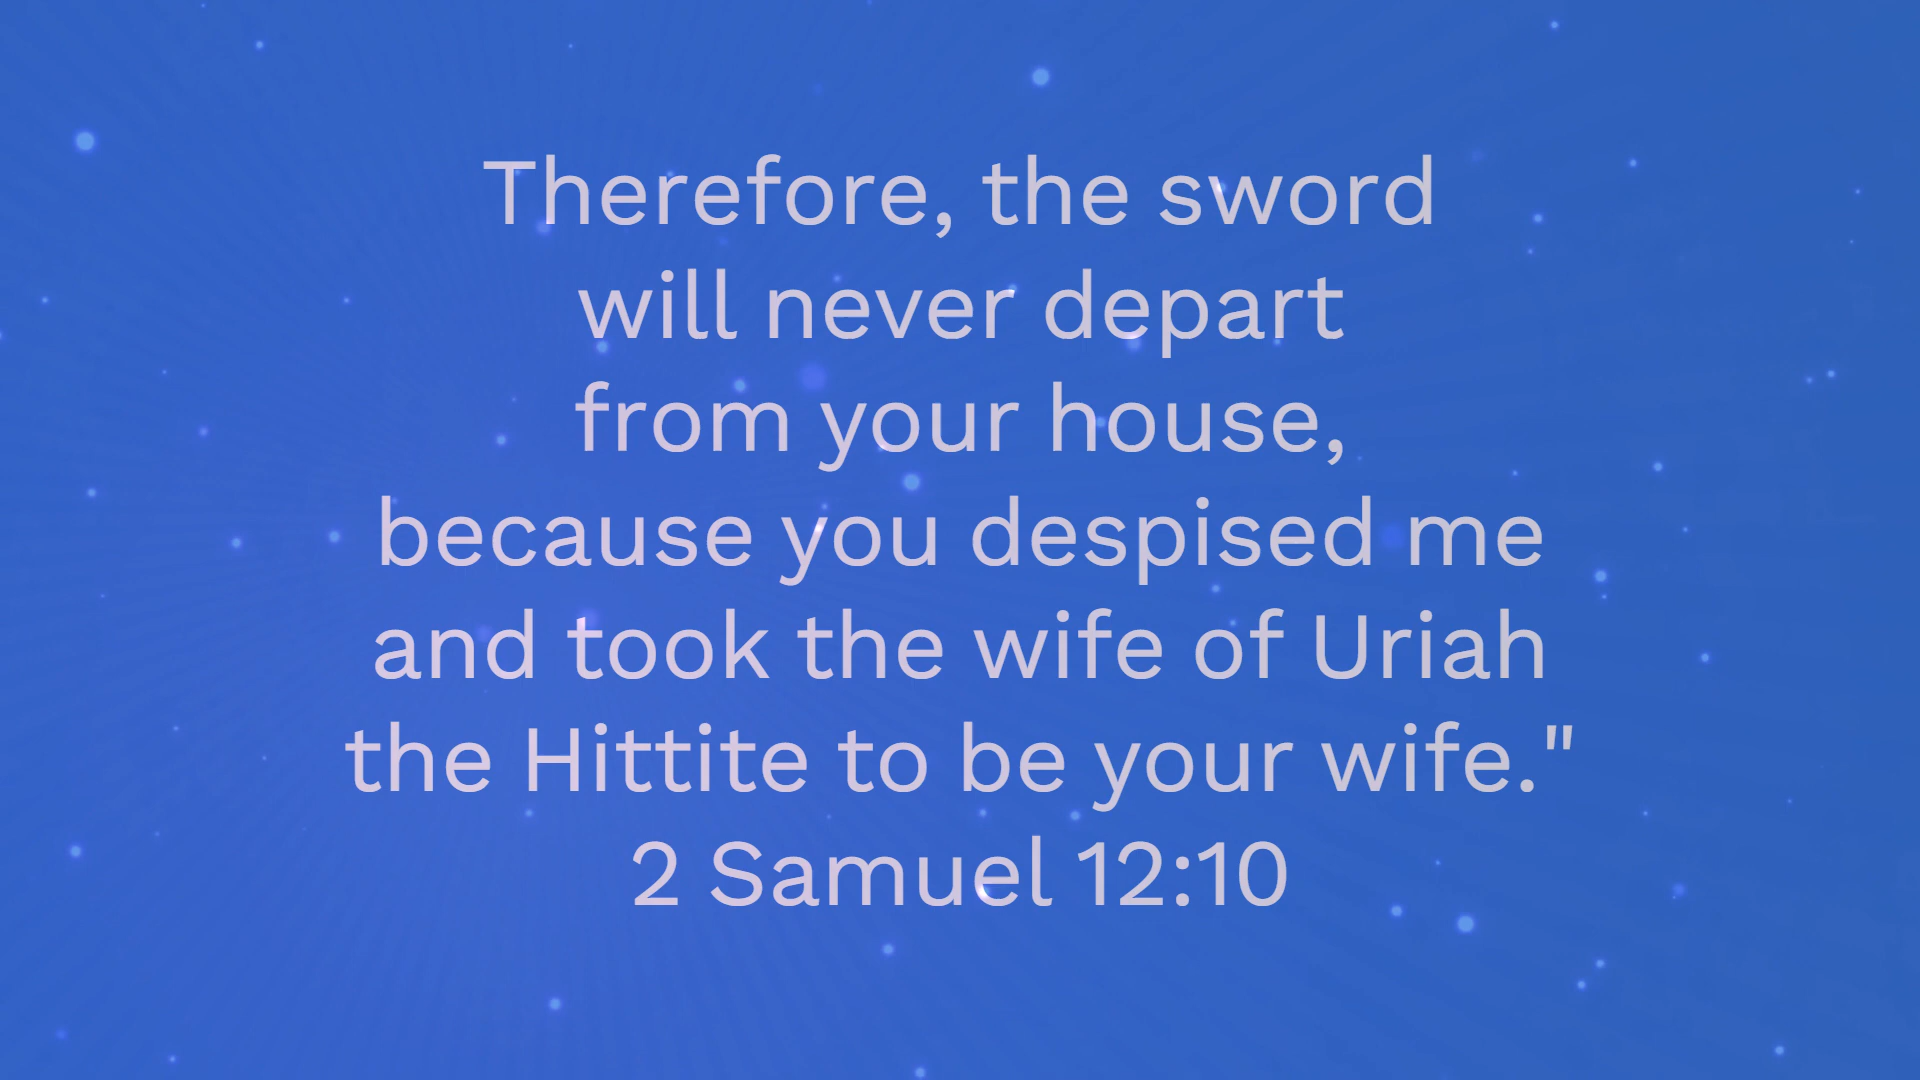 Therefore, the sword
will never depart
from your house,
because you despised me
and took the wife of Uriah
the Hittite to be your wife."
2 Samuel 12:10